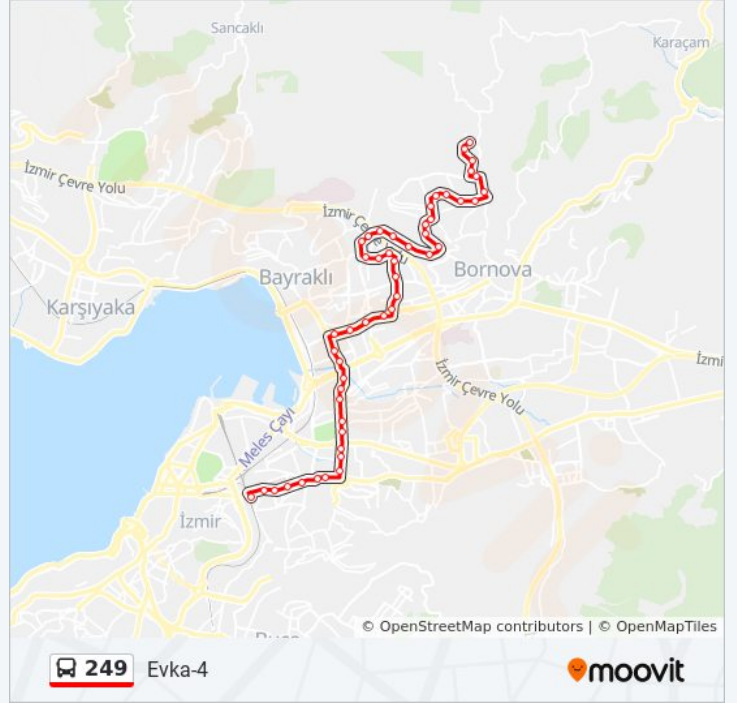 Sancaklı
Karaçam
İzmir Çevre Yolu
İzmir Çe
Bayraklı
Bornova
Karşıyaka
İzmi
İzmir Çevre Yolu
Meles Çayı
İzmir
© OpenStreetMap contributors | © OpenMapTiles
249 Evka-4
moovit